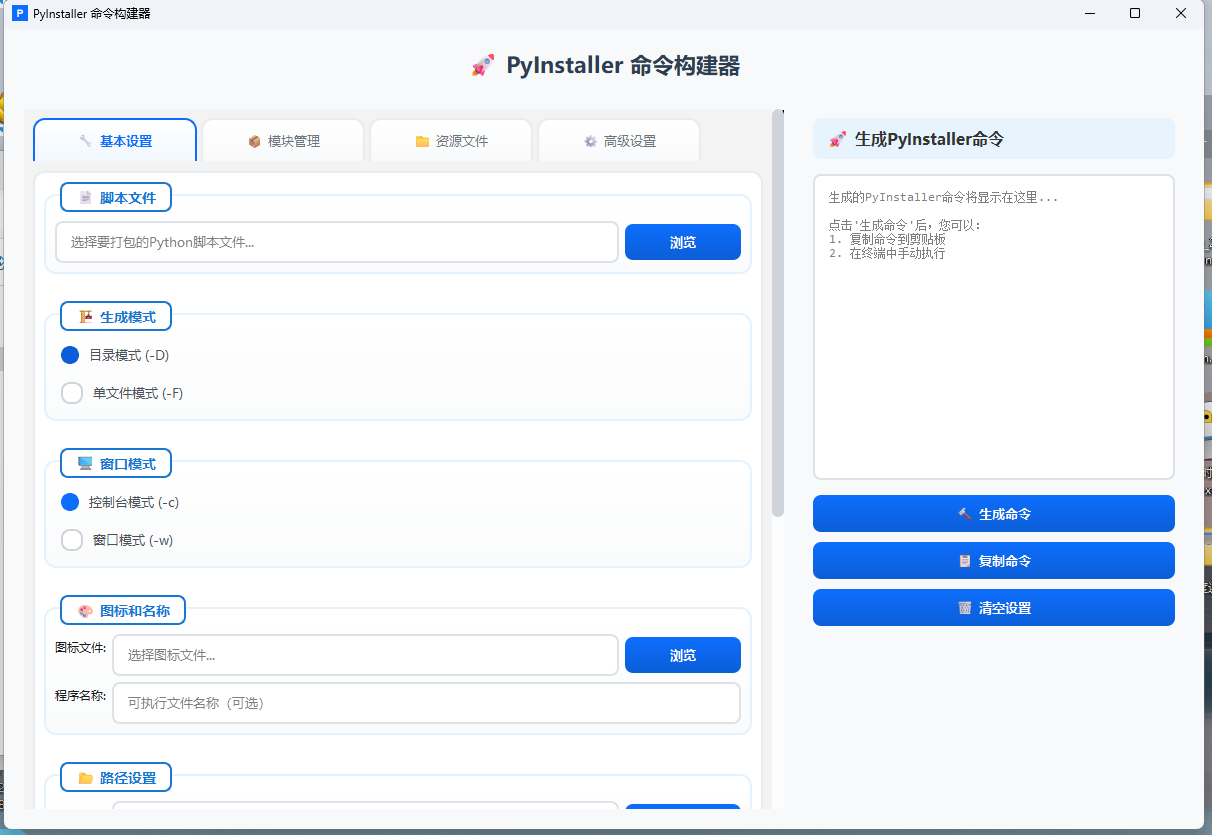 P PyInstaller 命令构建器
PyInstaller 命令构建器
基本设置
模块管理
资源文件
高级设置
脚本文件
选择要打包的Python脚本文件...
浏览
生成模式
目录模式 (-D)
单文件模式 (-F)
窗口模式
控制台模式 (-c)
窗口模式 (-w)
图标和名称
图标文件:
选择图标文件...
浏览
程序名称:
可执行文件名称（可选）
路径设置
生成PyInstaller命令
生成的PyInstaller命令将显示在这里...
点击'生成命令'后，您可以:
1. 复制命令到剪贴板
2. 在终端中手动执行
生成命令
复制命令
清空设置